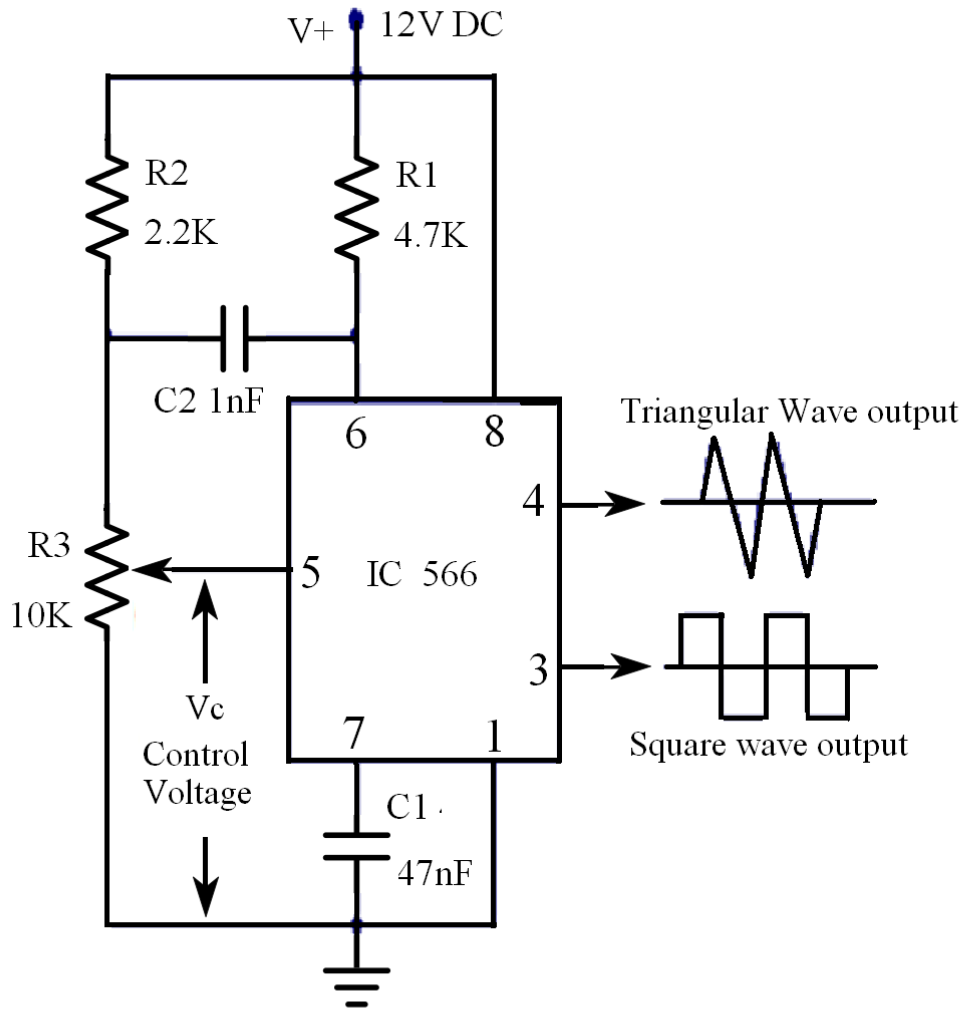 V+ 12V DC
R2
2.2K
R1
4.7K
C2 1nF
6
8
Triangular Wave output
4
R3
10K
5
IC 566
3
Vc
Control
Voltage
7
1
Square wave output
C1
47nF